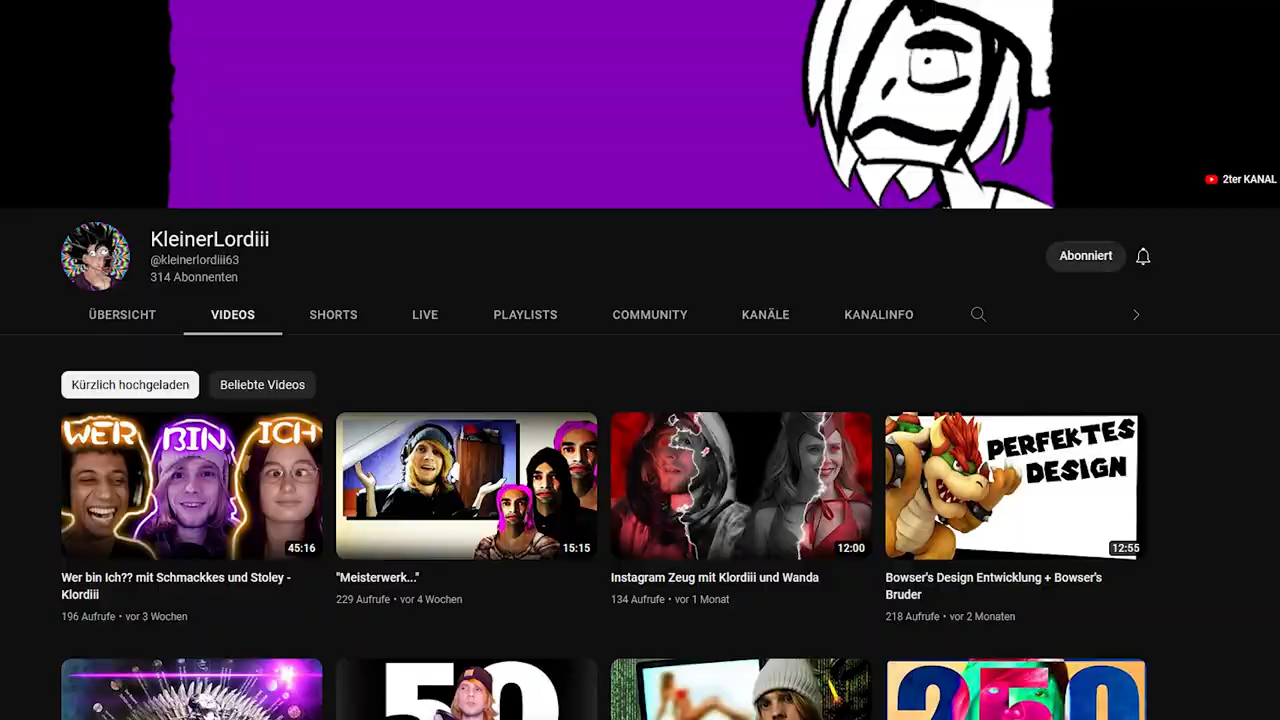 2ter KANAL
KleinerLordiii
@kleinerlordiii63
314 Abonnenten
Abonniert
ÜBERSICHT VIDEOS SHORTS LIVE PLAYLISTS COMMUNITY KANÄLE KANALINFO
Kürzlich hochgeladen Beliebte Videos
WER BIN ICH
45:16
15:15
12:00
PERFEKTES
DESIGN
12:55
Wer bin Ich?? mit Schmackkes und Stoley -
Klordiii
196 Aufrufe • vor 3 Wochen
"Meisterwerk..."
229 Aufrufe • vor 4 Wochen
Instagram Zeug mit Klordiii und Wanda
134 Aufrufe • vor 1 Monat
Bowser's Design Entwicklung + Bowser's
Bruder
218 Aufrufe • vor 2 Monaten
50
250